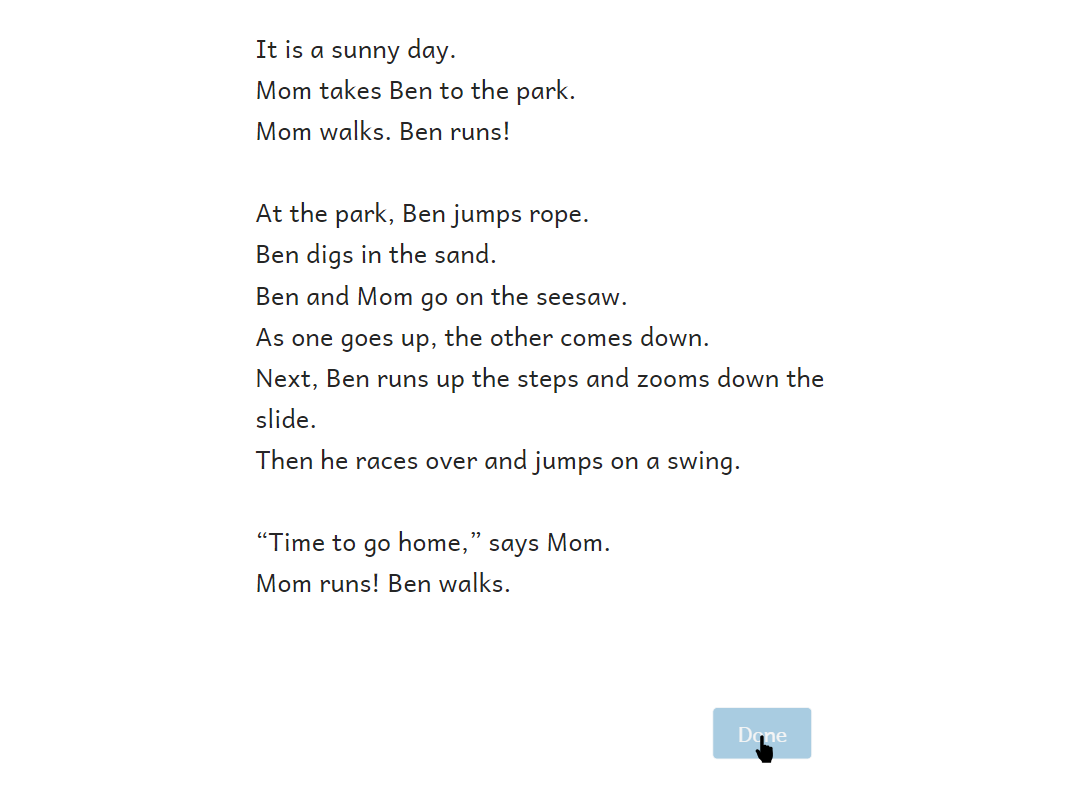 It is a sunny day.
Mom takes Ben to the park.
Mom walks. Ben runs!
At the park, Ben jumps rope.
Ben digs in the sand.
Ben and Mom go on the seesaw.
As one goes up, the other comes down.
Next, Ben runs up the steps and zooms down the
slide.
Then he races over and jumps on a swing.
“Time to go home,” says Mom.
Mom runs! Ben walks.
Done